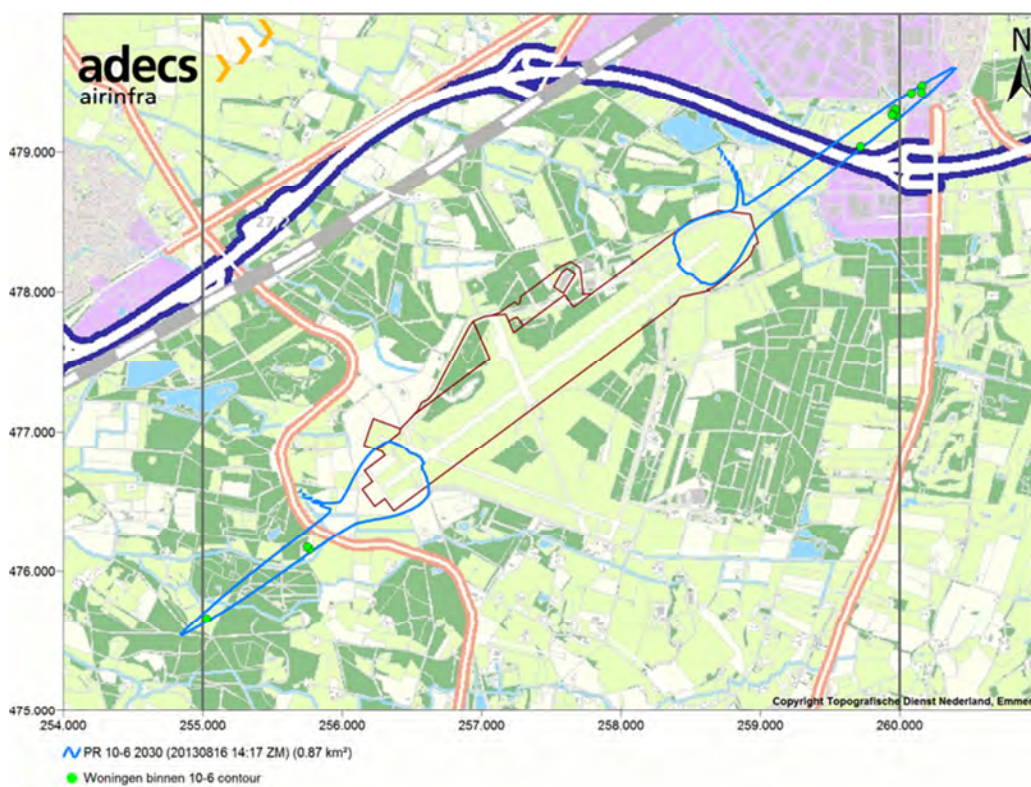 adecs
airinfra
N
479.000
478.000
477.000
476.000
475.000
254.000 255.000 256.000 257.000 258.000 259.000 260.000
Copyright Topografische Dienst Nederland, Emmen
PR 10-6 2030 (20130816 14:17 ZM) (0.87 km²)
Woningen binnen 10-6 contour